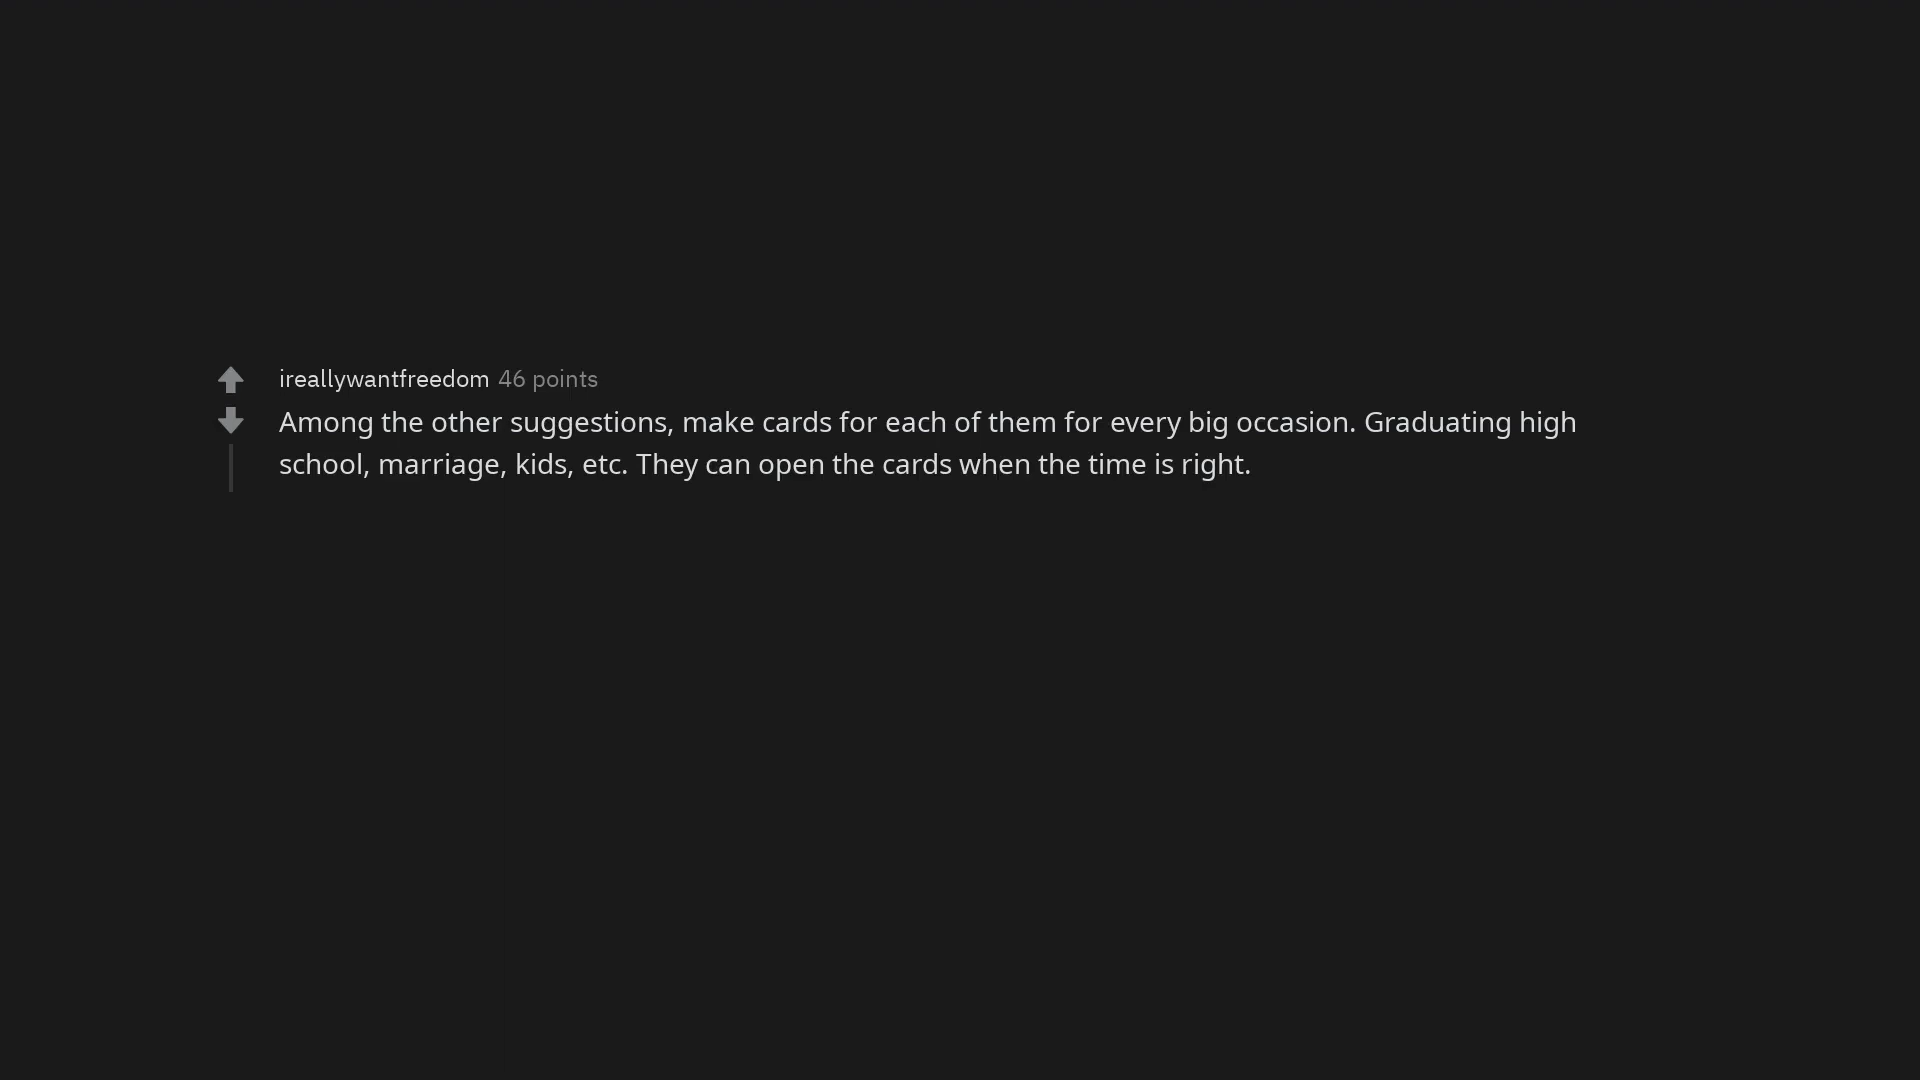 ireallywantfreedom 46 points
Among the other suggestions, make cards for each of them for every big occasion. Graduating high
school, marriage, kids, etc. They can open the cards when the time is right.